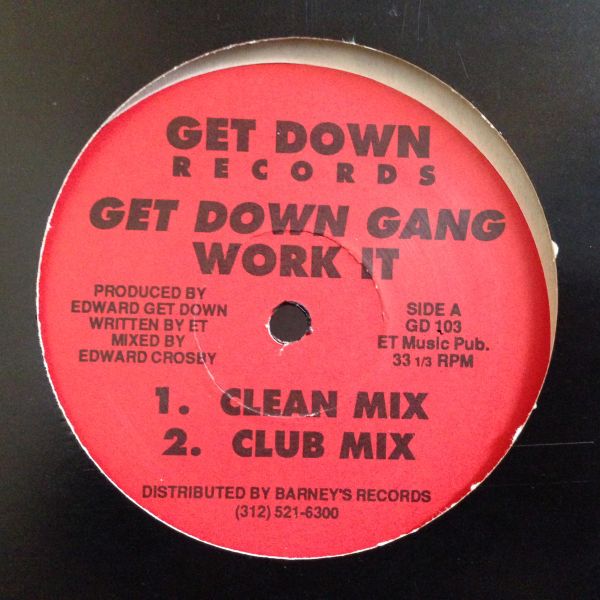 GET DOWN
RECORDS
GET DOWN GANG
WORK IT
PRODUCED BY
EDWARD GET DOWN
WRITTEN BY ET
MIXED BY
EDWARD CROSBY
SIDE A
GD 103
ET Music Pub.
33 1/3 RPM
1. CLEAN MIX
2. CLUB MIX
DISTRIBUTED BY BARNEY'S RECORDS
(312) 521-6300